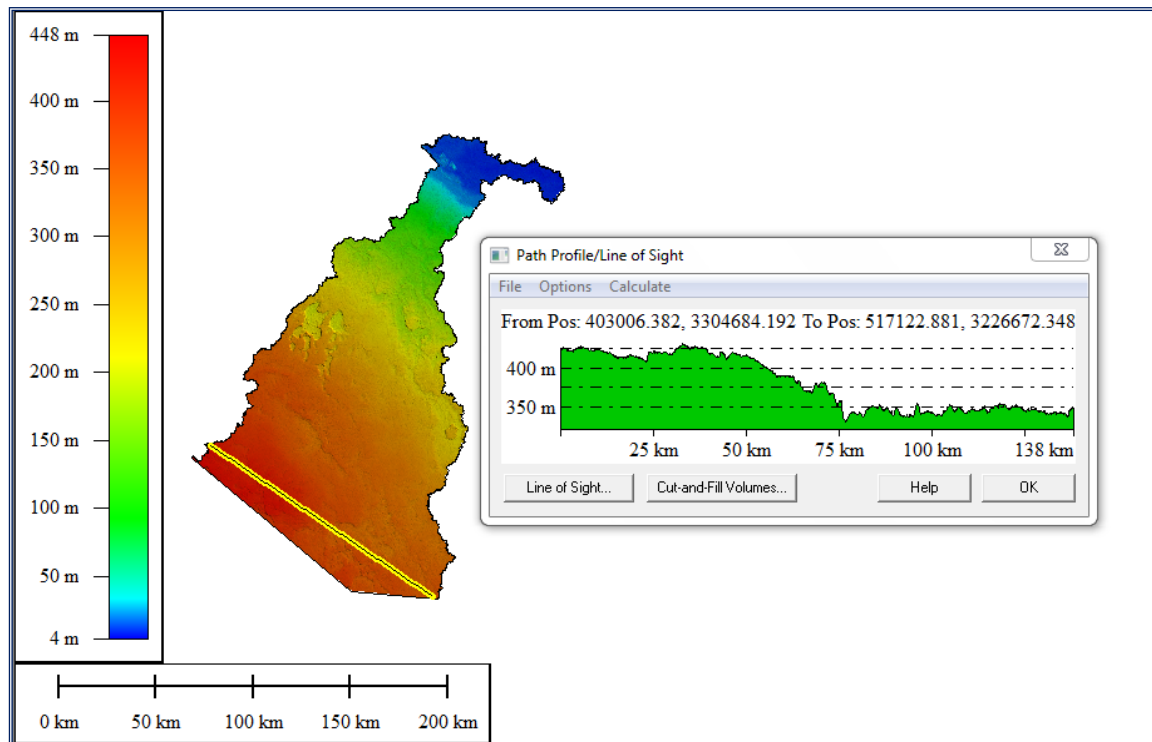 448 m
400 m
350 m
300 m
250 m
200 m
150 m
100 m
50 m
4 m
0 km 50 km 100 km 150 km 200 km
Path Profile/Line of Sight
File Options Calculate
From Pos: 403006.382, 3304684.192 To Pos: 517122.881, 3226672.348
400 m
350 m
25 km 50 km 75 km 100 km 138 km
Line of Sight... Cut-and-Fill Volumes... Help OK